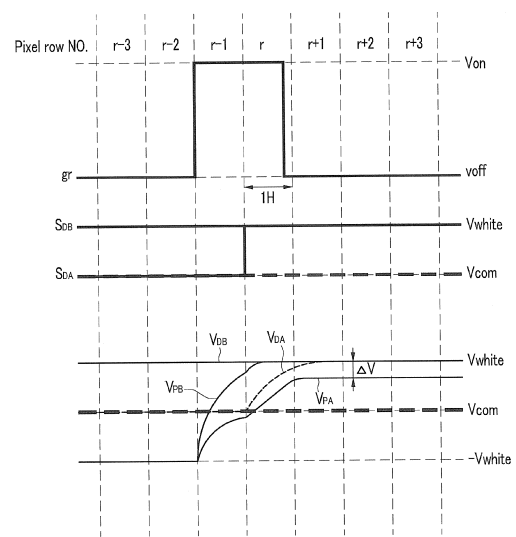 Pixel row NO. r-3 r-2 r-1 r r+1 r+2 r+3
Von
gr
voff
1H
SDB
Vwhite
SDA
Vcom
VDB
VDA
Vwhite
ΔV
VPB
VPA
Vcom
-Vwhite